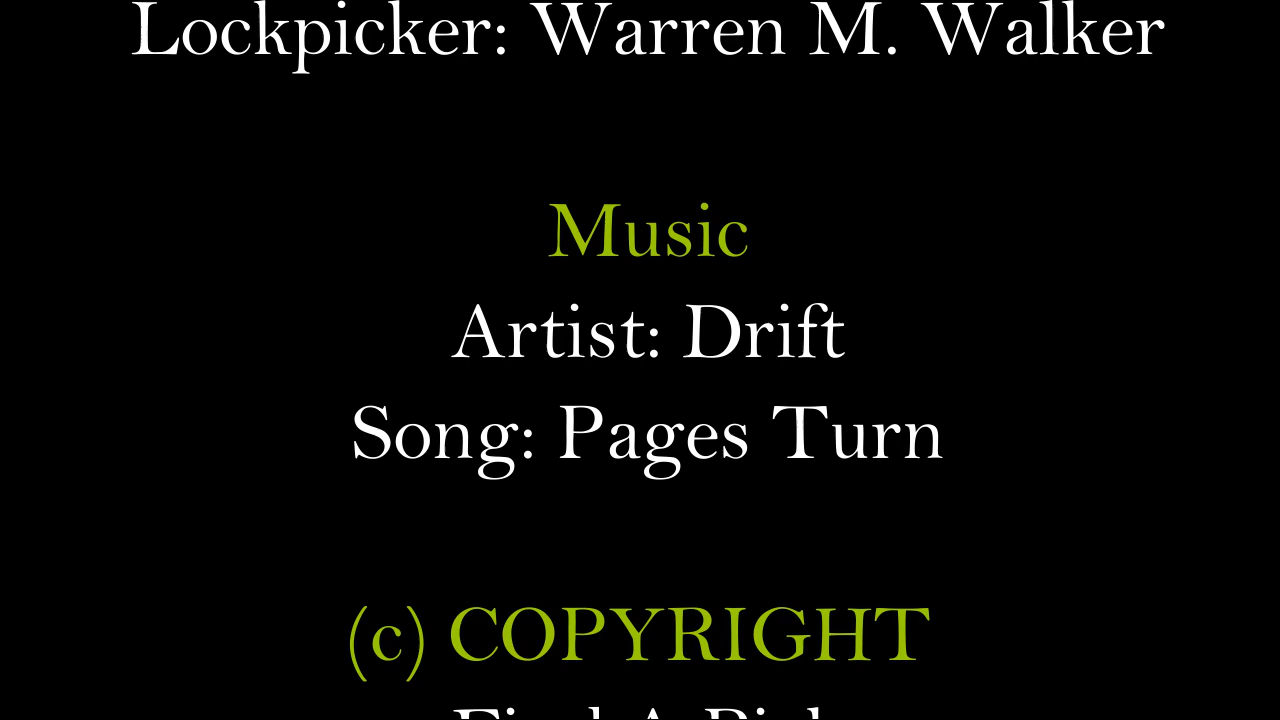 Lockpicker: Warren M. Walker
Music
Artist: Drift
Song: Pages Turn
(c) COPYRIGHT